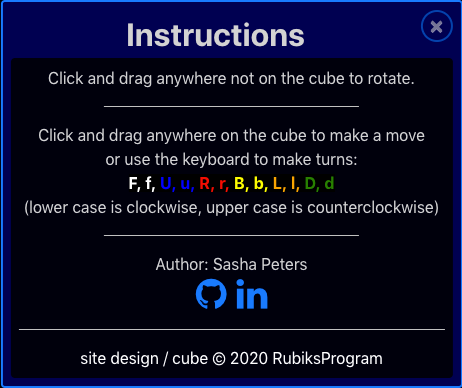 Instructions
Click and drag anywhere not on the cube to rotate.
Click and drag anywhere on the cube to make a move
or use the keyboard to make turns:
F, f, U, u, R, r, B, b, L, l, D, d
(lower case is clockwise, upper case is counterclockwise)
Author: Sasha Peters
in
site design / cube © 2020 RubiksProgram